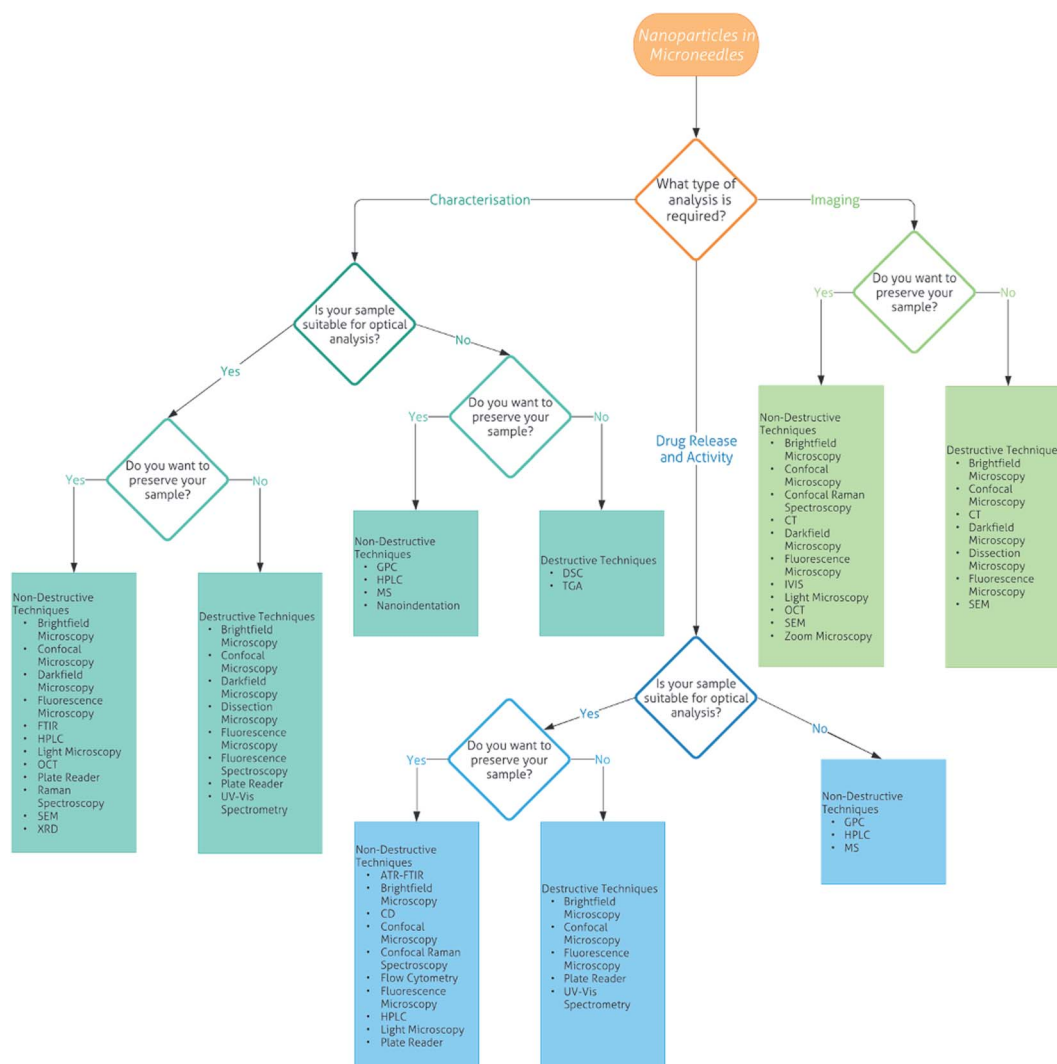 Nanoparticles in
Microneedles
What type of
analysis is
required?
Characterisation
Imaging
Drug Release
and Activity
Is your sample
suitable for optical
analysis?
Yes
No
Do you want to
preserve your
sample?
Yes
No
Non-Destructive
Techniques
• Brightfield
Microscopy
• Confocal
Microscopy
• Darkfield
Microscopy
• Fluorescence
Microscopy
• FTIR
• HPLC
• Light Microscopy
• OCT
• Plate Reader
• Raman
Spectroscopy
• SEM
• XRD
Destructive Techniques
• Brightfield
Microscopy
• Confocal
Microscopy
• Darkfield
Microscopy
• Dissection
Microscopy
• Fluorescence
Microscopy
• Fluorescence
Spectroscopy
• Plate Reader
• UV-Vis
Spectrometry
Do you want to
preserve your
sample?
Yes
No
Non-Destructive
Techniques
• GPC
• HPLC
• MS
• Nanoindentation
Destructive Techniques
• DSC
• TGA
Do you want to
preserve your
sample?
Yes
No
Non-Destructive
Techniques
• Brightfield
Microscopy
• Confocal
Microscopy
• Confocal Raman
Spectroscopy
• CT
• Darkfield
Microscopy
• Fluorescence
Microscopy
• IVIS
• Light Microscopy
• OCT
• SEM
• Zoom Microscopy
Destructive Techniques
• Brightfield
Microscopy
• Confocal
Microscopy
• CT
• Darkfield
Microscopy
• Dissection
Microscopy
• Fluorescence
Microscopy
• SEM
Is your sample
suitable for optical
analysis?
Yes
No
Do you want to
preserve your
sample?
Yes
No
Non-Destructive
Techniques
• ATR-FTIR
• Brightfield
Microscopy
• CD
• Confocal
Microscopy
• Confocal Raman
Spectroscopy
• Flow Cytometry
• Fluorescence
Microscopy
• HPLC
• Light Microscopy
• Plate Reader
Destructive Techniques
• Brightfield
Microscopy
• Confocal
Microscopy
• Fluorescence
Microscopy
• Plate Reader
• UV-Vis
Spectrometry
Non-Destructive
Techniques
• GPC
• HPLC
• MS